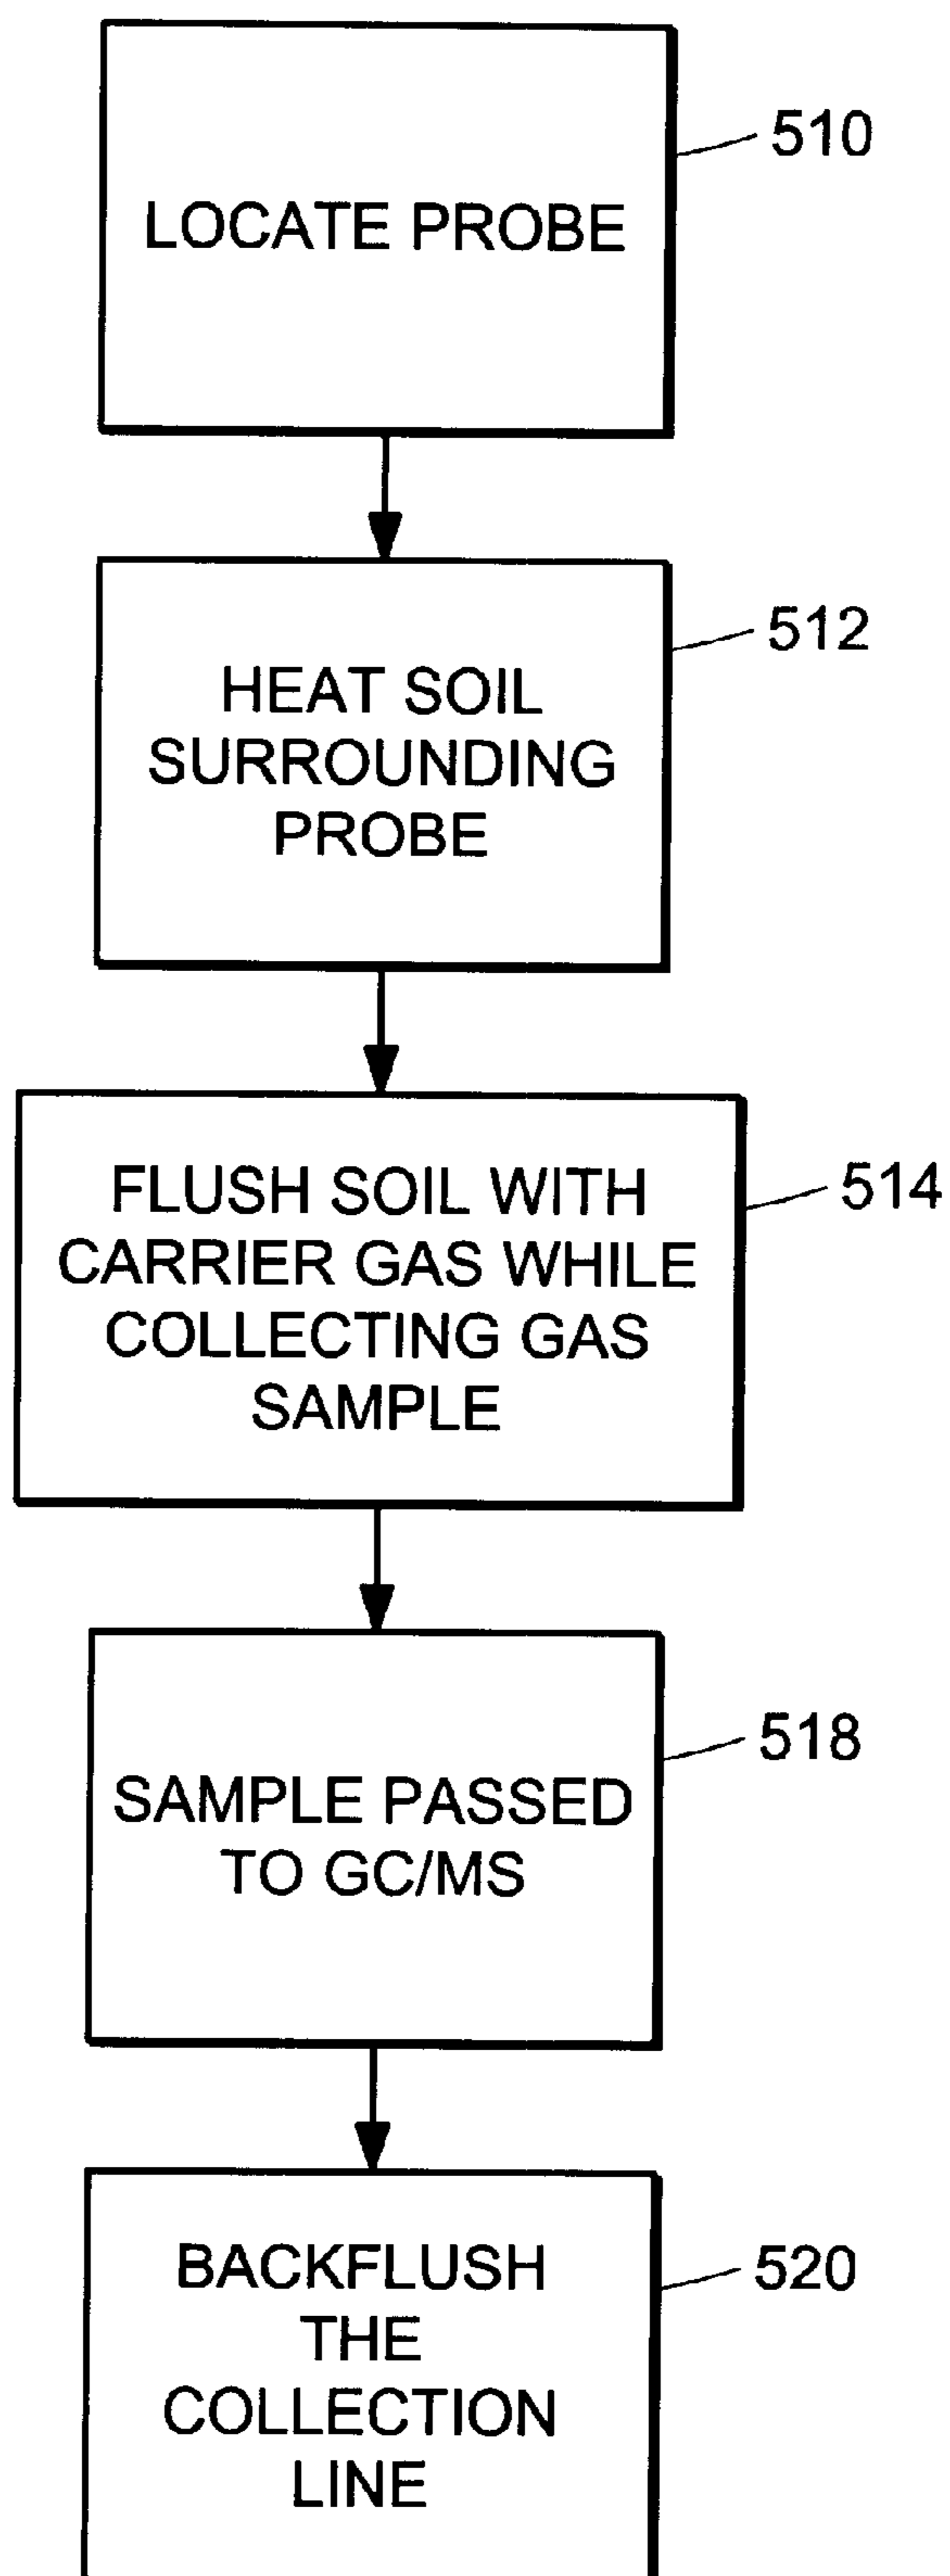 LOCATE PROBE
510
HEAT SOIL
SURROUNDING
PROBE
512
FLUSH SOIL WITH
CARRIER GAS WHILE
COLLECTING GAS
SAMPLE
514
SAMPLE PASSED
TO GC/MS
518
BACKFLUSH
THE
COLLECTION
LINE
520